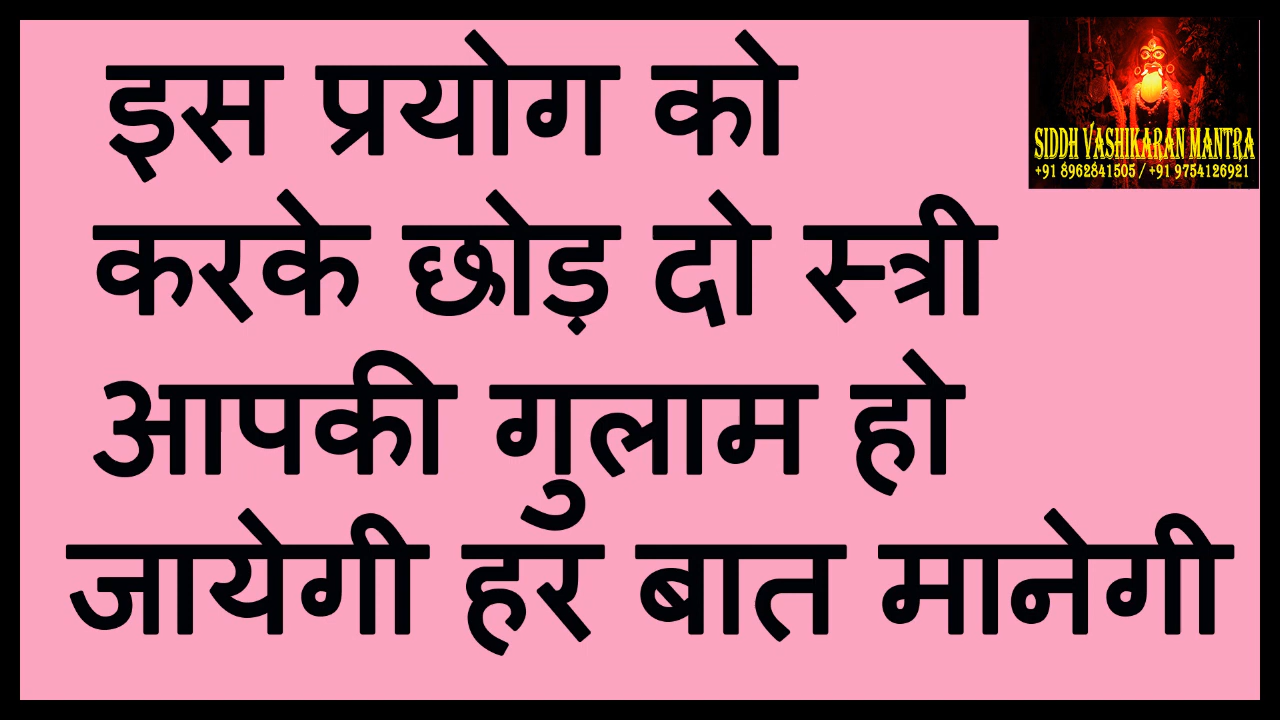 इस प्रयोग को
SIDDH VASHIKARAN MANTRA
+91 8962841505 / +91 9754126921
करके छोड़ दो स्त्री
आपकी गुलाम हो
जायेगी हर बात मानेगी